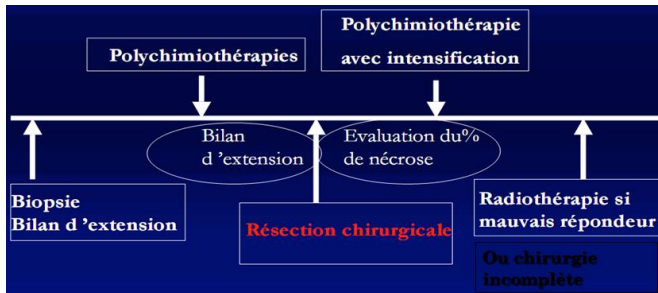 Polychimiothérapies
Polychimiothérapie
avec intensification
Bilan
d ’extension
Evaluation du%
de nécrose
Biopsie
Bilan d ’extension
Résection chirurgicale
Radiothérapie si
mauvais répondeur
Ou chirurgie
incomplète